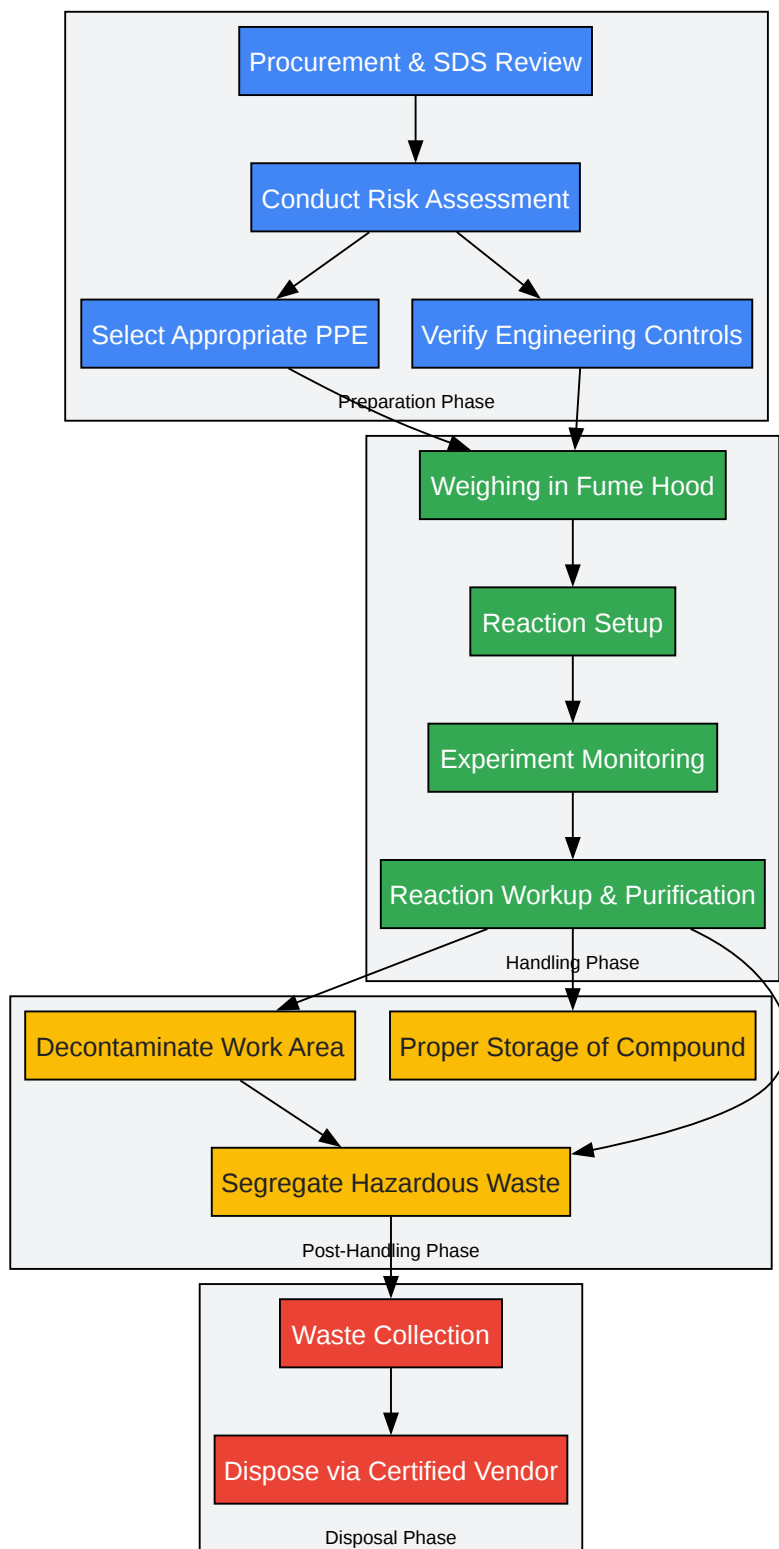 Procurement & SDS Review
Conduct Risk Assessment
Select Appropriate PPE
Verify Engineering Controls
Preparation Phase
Weighing in Fume Hood
Reaction Setup
Experiment Monitoring
Reaction Workup & Purification
Handling Phase
Decontaminate Work Area
Proper Storage of Compound
Segregate Hazardous Waste
Post-Handling Phase
Waste Collection
Dispose via Certified Vendor
Disposal Phase